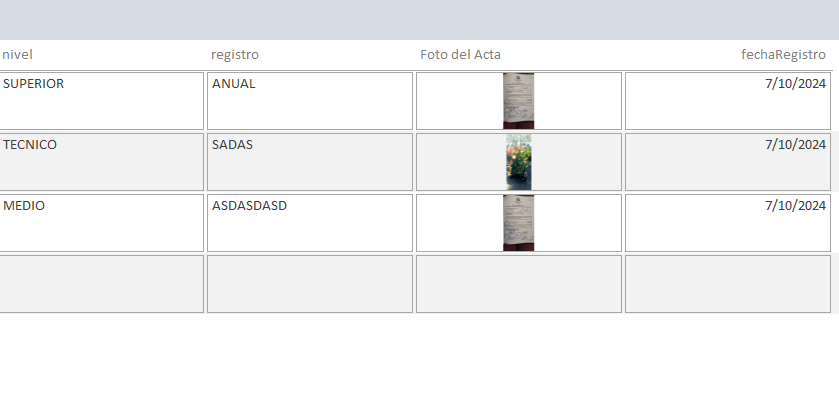 nivel registro Foto del Acta fechaRegistro
SUPERIOR ANUAL 7/10/2024
TECNICO SADAS 7/10/2024
MEDIO ASDASDASD 7/10/2024